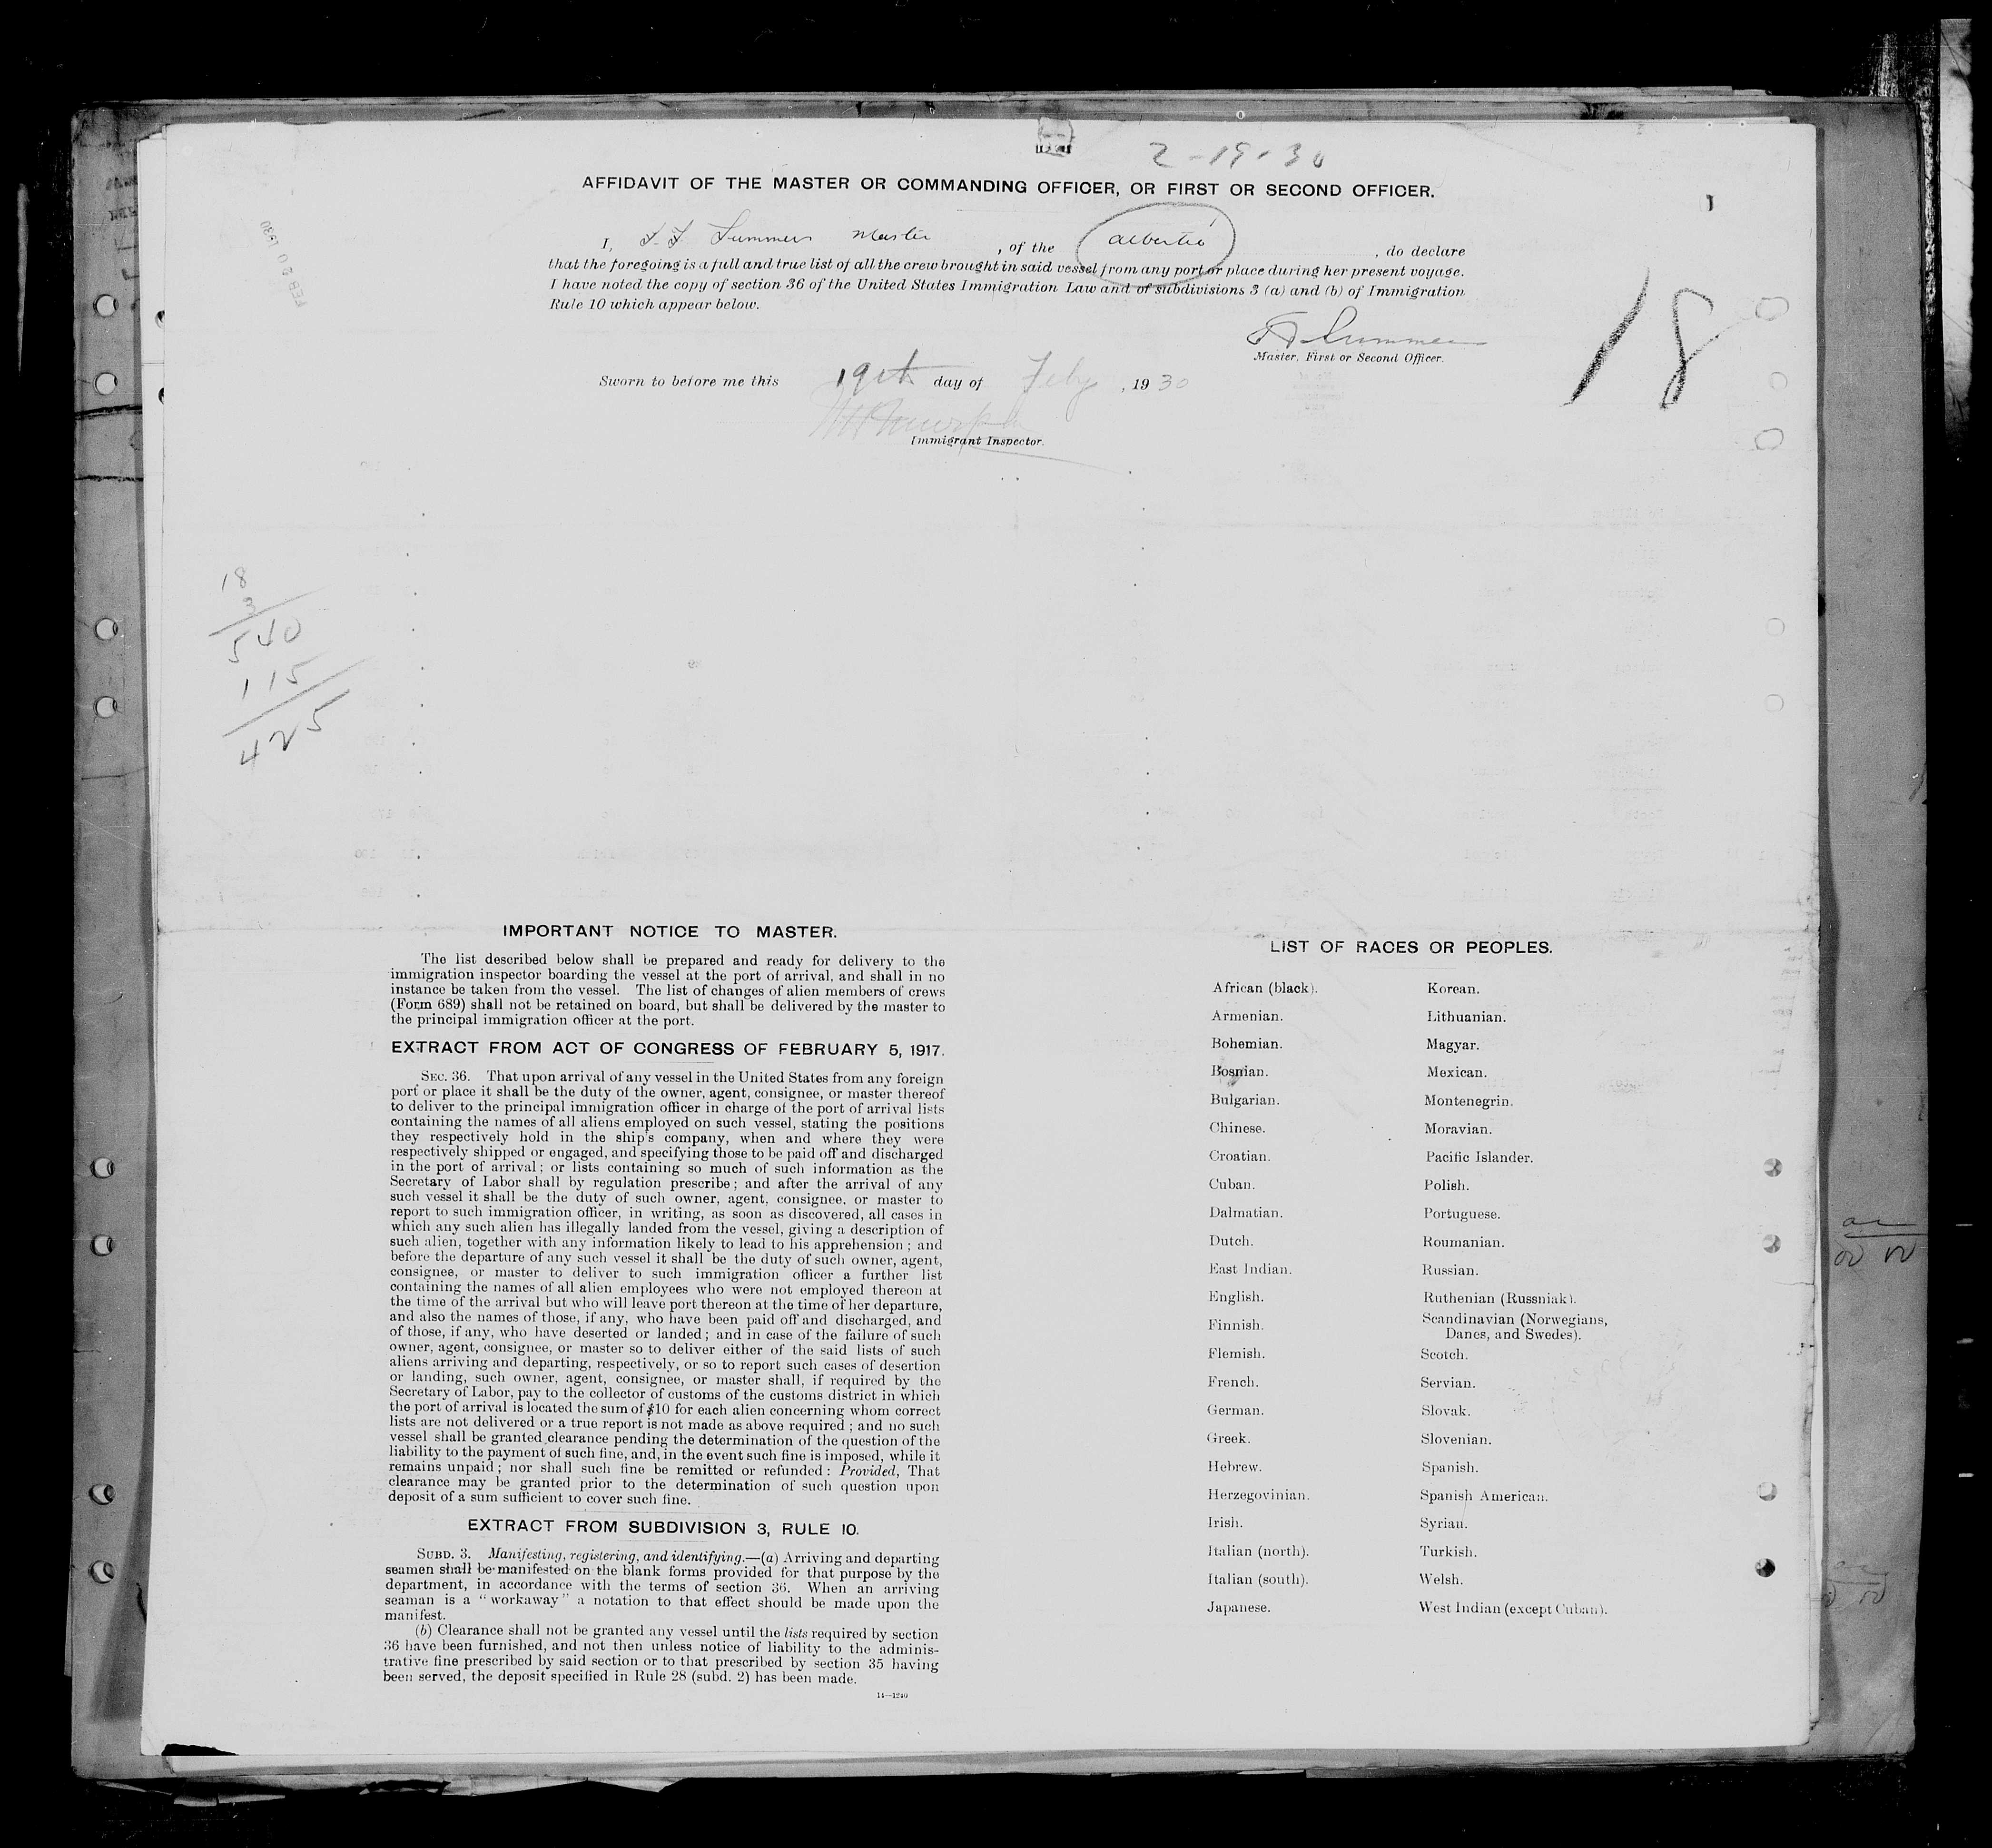 2-19-30
AFFIDAVIT OF THE MASTER OR COMMANDING OFFICER, OR FIRST OR SECOND OFFICER.
I, Summers Master, of the Albertic, do declare
that the foregoing is a full and true list of all the crew brought in said vessel from any port or place during her present voyage.
I have noted the copy of section 36 of the United States Immigration Law and of subdivisions 3 (a) and (b) of Immigration
Rule 10 which appear below.
FEB 20 1930
18
Summers
Master, First or Second Officer.
Sworn to before me this 19th day of Feby, 1930
Immigrant Inspector.
18
540
115
425
IMPORTANT NOTICE TO MASTER.
The list described below shall be prepared and ready for delivery to the
immigration inspector boarding the vessel at the port of arrival, and shall in no
instance be taken from the vessel. The list of changes of alien members of crews
(Form 689) shall not be retained on board, but shall be delivered by the master to
the principal immigration officer at the port.
EXTRACT FROM ACT OF CONGRESS OF FEBRUARY 5, 1917.
SEC. 36. That upon arrival of any vessel in the United States from any foreign
port or place it shall be the duty of the owner, agent, consignee, or master thereof
to deliver to the principal immigration officer in charge of the port of arrival lists
containing the names of all aliens employed on such vessel, stating the positions
they respectively hold in the ship's company, when and where they were
respectively shipped or engaged, and specifying those to be paid off and discharged
in the port of arrival; or lists containing so much of such information as the
Secretary of Labor shall by regulation prescribe; and after the arrival of any
such vessel it shall be the duty of such owner, agent, consignee, or master to
report to such immigration officer, in writing, as soon as discovered, all cases in
which any such alien has illegally landed from the vessel, giving a description of
such alien, together with any information likely to lead to his apprehension; and
before the departure of any such vessel it shall be the duty of such owner, agent,
consignee, or master to deliver to such immigration officer a further list
containing the names of all alien employees who were not employed thereon at
the time of the arrival but who will leave port thereon at the time of her departure,
and also the names of those, if any, who have been paid off and discharged, and
of those, if any, who have deserted or landed; and in case of the failure of such
owner, agent, consignee, or master so to deliver either of the said lists of such
aliens arriving and departing, respectively, or so to report such cases of desertion
or landing, such owner, agent, consignee, or master shall, if required by the
Secretary of Labor, pay to the collector of customs of the customs district in which
the port of arrival is located the sum of $10 for each alien concerning whom correct
lists are not delivered or a true report is not made as above required; and no such
vessel shall be granted clearance pending the determination of the question of the
liability to the payment of such fine, and, in the event such fine is imposed, while it
remains unpaid; nor shall such fine be remitted or refunded: Provided, That
clearance may be granted prior to the determination of such question upon
deposit of a sum sufficient to cover such fine.
EXTRACT FROM SUBDIVISION 3, RULE 10.
SUBD. 3. Manifesting, registering, and identifying.—(a) Arriving and departing
seamen shall be manifested on the blank forms provided for that purpose by the
department, in accordance with the terms of section 36. When an arriving
seaman is a "workaway" a notation to that effect should be made upon the
manifest.
(b) Clearance shall not be granted any vessel until the lists required by section
36 have been furnished, and not then unless notice of liability to the adminis-
trative fine prescribed by said section or to that prescribed by section 35 having
been served, the deposit specified in Rule 28 (subd. 2) has been made.
14—1240
LIST OF RACES OR PEOPLES.
African (black).
Armenian.
Bohemian.
Bosnian.
Bulgarian.
Chinese.
Croatian.
Cuban.
Dalmatian.
Dutch.
East Indian.
English.
Finnish.
Flemish.
French.
German.
Greek.
Hebrew.
Herzegovinian.
Irish.
Italian (north).
Italian (south).
Japanese.
Korean.
Lithuanian.
Magyar.
Mexican.
Montenegrin.
Moravian.
Pacific Islander.
Polish.
Portuguese.
Roumanian.
Russian.
Ruthenian (Russniak).
Scandinavian (Norwegians,
Danes, and Swedes).
Scotch.
Servian.
Slovak.
Slovenian.
Spanish.
Spanish American.
Syrian.
Turkish.
Welsh.
West Indian (except Cuban).